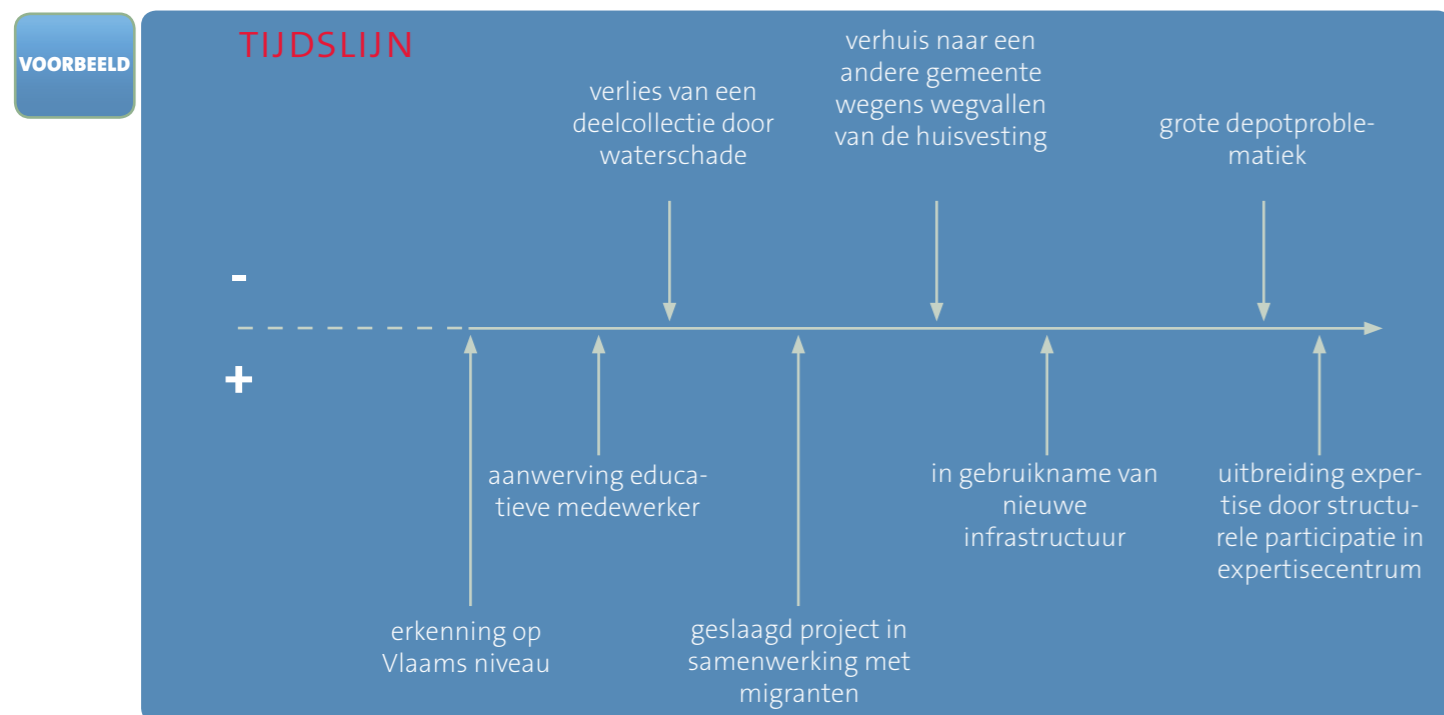 VOORBEELD
TIJDSLIJN
verlies van een
deelcollectie door
waterschade
verhuis naar een
andere gemeente
wegens wegvallen
van de huisvesting
grote depotproble-
matiek
-
+
aanwerving educa-
tieve medewerker
in gebruikname van
nieuwe
infrastructuur
uitbreiding exper-
tise door structu-
rele participatie in
expertisecentrum
erkenning op
Vlaams niveau
geslaagd project in
samenwerking met
migranten